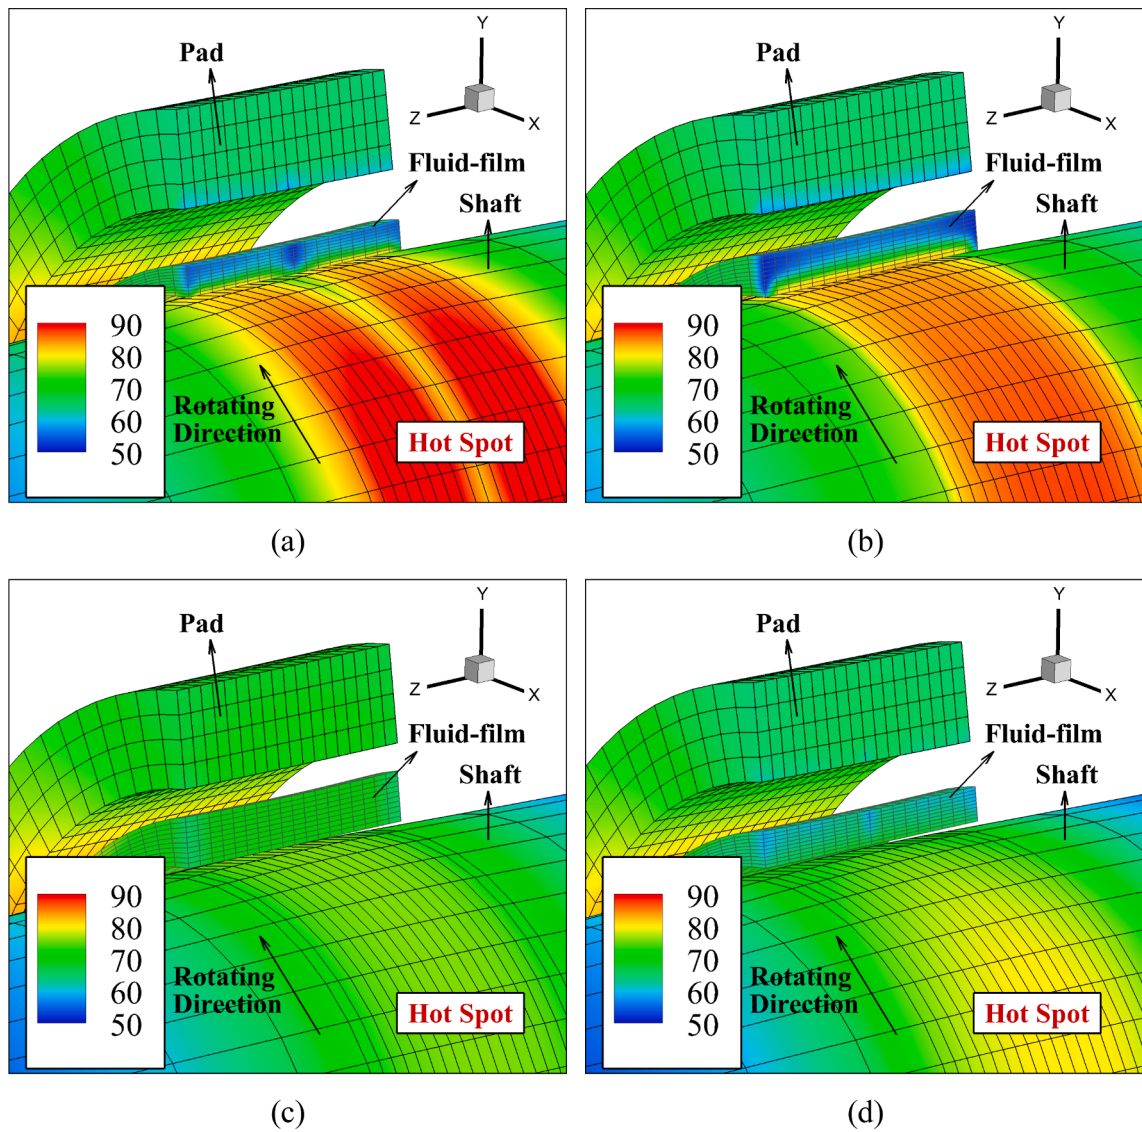 Pad
Y
Z
X
Fluid-film
Shaft
90
80
70
60
50
Rotating
Direction
Hot Spot
(a)
Pad
Y
Z
X
Fluid-film
Shaft
90
80
70
60
50
Rotating
Direction
Hot Spot
(b)
Pad
Y
Z
X
Fluid-film
Shaft
90
80
70
60
50
Rotating
Direction
Hot Spot
(c)
Pad
Y
Z
X
Fluid-film
Shaft
90
80
70
60
50
Rotating
Direction
Hot Spot
(d)